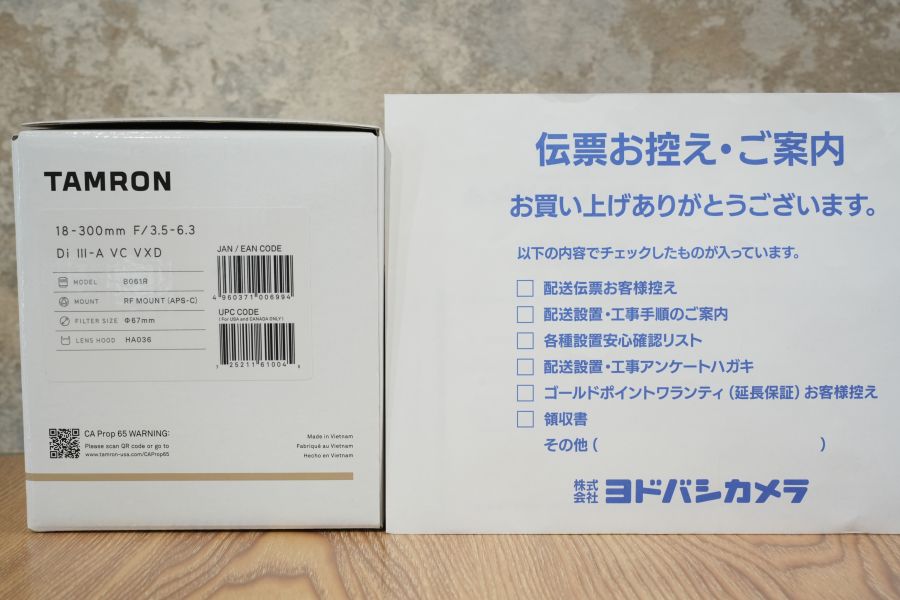 TAMRON
18-300mm F/3.5-6.3
Di III-A VC VXD
MODEL B061R
MOUNT RF MOUNT (APS-C)
FILTER SIZE Φ67mm
LENS HOOD HA036
JAN / EAN CODE
4 960371 006994
UPC CODE
( For USA and CANADA ONLY )
7 25211 61004 9
CA Prop 65 WARNING:
Please scan QR code or go to
www.tamron-usa.com/CAProp65
Made in Vietnam
Fabriqué au Vietnam
Hecho en Vietnam
伝票お控え・ご案内
お買い上げありがとうございます。
以下の内容でチェックしたものが入っています。
配送伝票お客様控え
配送設置・工事手順のご案内
各種設置安心確認リスト
配送設置・工事アンケートハガキ
ゴールドポイントワランティ（延長保証）お客様控え
領収書
その他（ ）
株式会社 ヨドバシカメラ